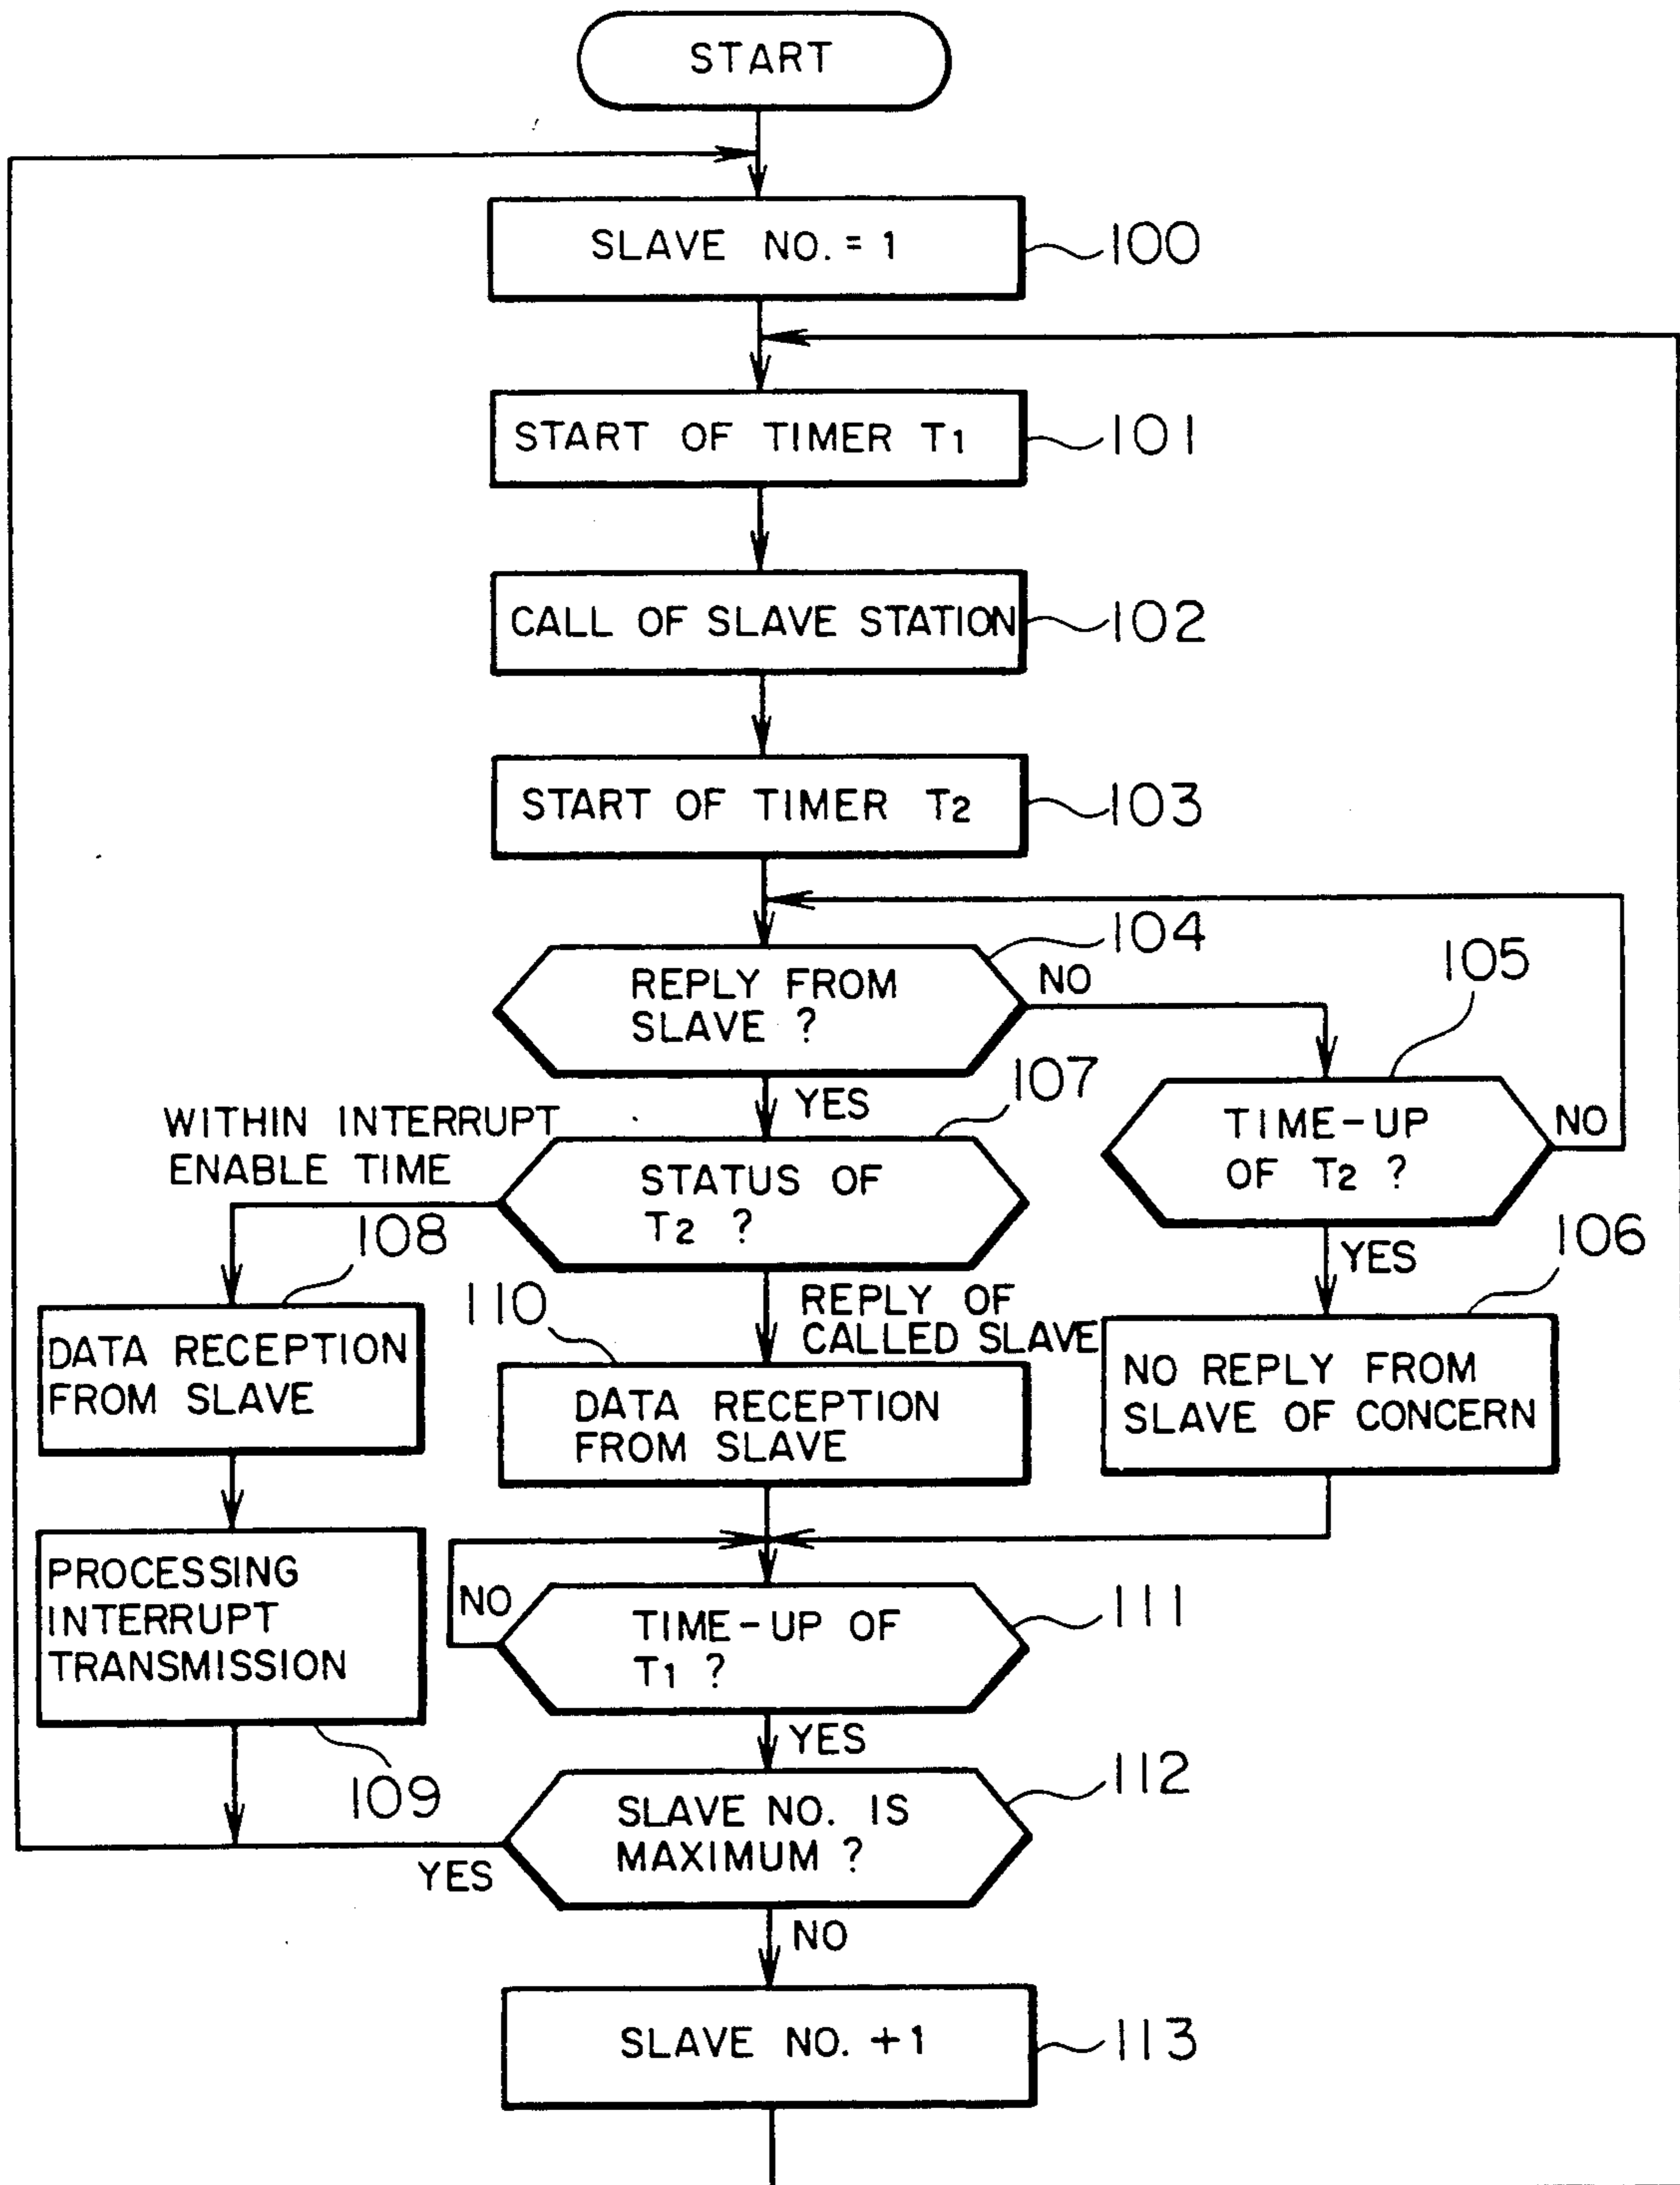 START
SLAVE NO. = 1
100
START OF TIMER T1
101
CALL OF SLAVE STATION
102
START OF TIMER T2
103
104
REPLY FROM
SLAVE ?
NO
105
YES
107
TIME-UP
OF T2 ?
NO
WITHIN INTERRUPT
ENABLE TIME
STATUS OF
T2 ?
YES
106
108
110
REPLY OF
CALLED SLAVE
DATA RECEPTION
FROM SLAVE
DATA RECEPTION
FROM SLAVE
NO REPLY FROM
SLAVE OF CONCERN
PROCESSING
INTERRUPT
TRANSMISSION
109
NO
TIME-UP OF
T1 ?
111
YES
SLAVE NO. IS
MAXIMUM ?
112
YES
NO
SLAVE NO. +1
113